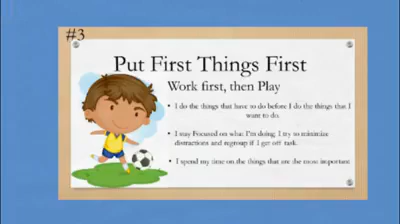 #3
Put First Things First
Work first, then Play
• I do the things that have to do before I do the things that I
want to do.
• I stay Focused on what I'm doing; I try to minimize
distractions and regroup if I get off task.
• I spend my time on the things that are the most important